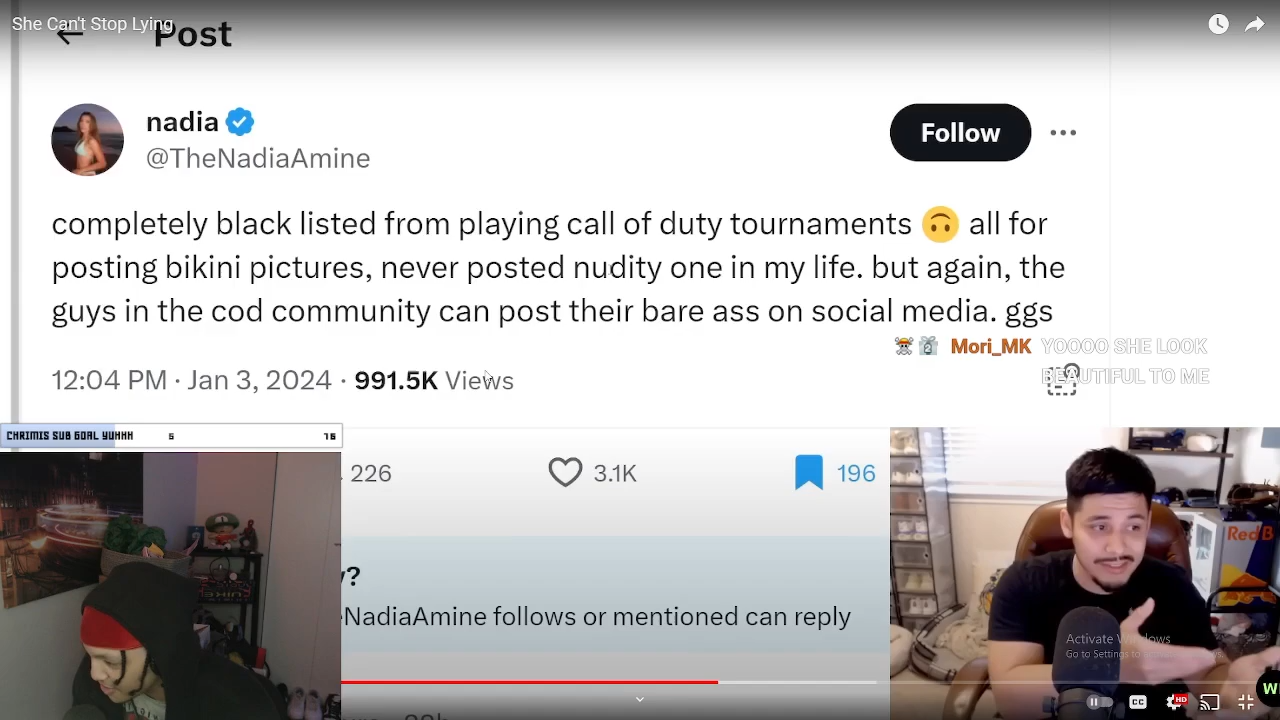 She Can't Stop Lying
Post
nadia
@TheNadiaAmine
Follow
completely black listed from playing call of duty tournaments 🙃 all for
posting bikini pictures, never posted nudity one in my life. but again, the
guys in the cod community can post their bare ass on social media. ggs
2 Mori_MK YOOOO SHE LOOK
BEAUTIFUL TO ME
12:04 PM · Jan 3, 2024 · 991.5K Views
CHRIMIS SUB GOAL YUHHH 5 16
226 3.1K 196
Red B
y?
NadiaAmine follows or mentioned can reply
Activate Windows
Go to Settings to
CC
HD
W